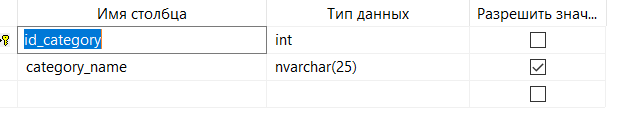 Имя столбца Тип данных Разрешить знач...
id_category int
category_name nvarchar(25)